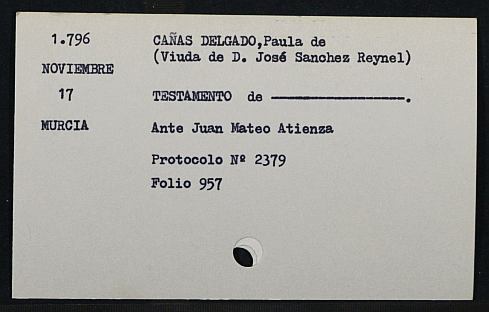 1.796 CAÑAS DELGADO,Paula de
(Viuda de D. José Sanchez Reynel)
NOVIEMBRE
17 TESTAMENTO de ——————————.
MURCIA Ante Juan Mateo Atienza
Protocolo Nº 2379
Folio 957